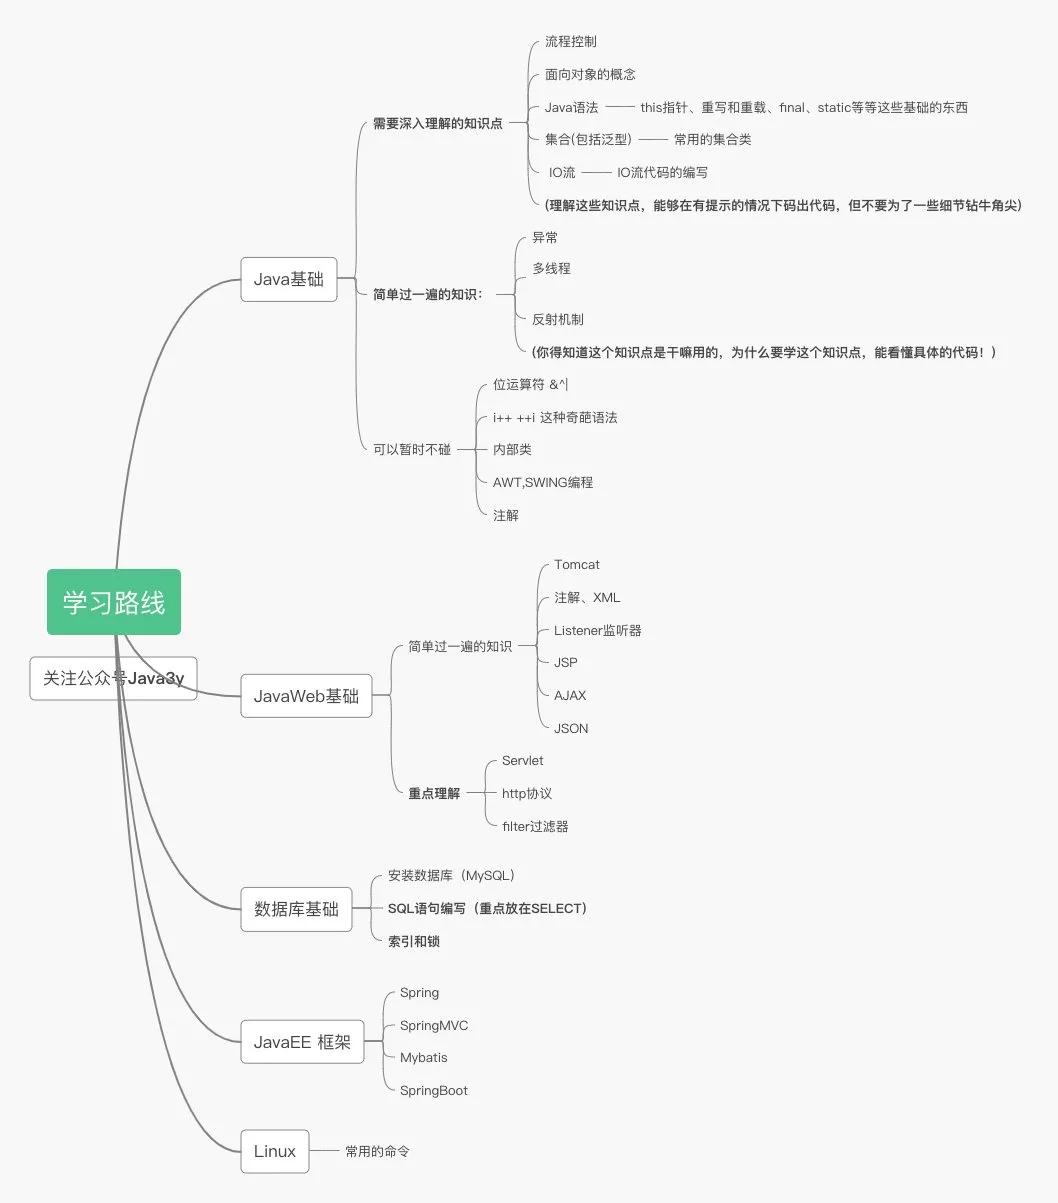 流程控制
面向对象的概念
Java语法
this指针、重写和重载、final、static等等这些基础的东西
需要深入理解的知识点
集合(包括泛型)
常用的集合类
IO流
IO流代码的编写
(理解这些知识点，能够在有提示的情况下码出代码，但不要为了一些细节钻牛角尖)
Java基础
异常
多线程
简单过一遍的知识：
反射机制
(你得知道这个知识点是干嘛用的，为什么要学这个知识点，能看懂具体的代码！)
位运算符 &^|
i++ ++i 这种奇葩语法
可以暂时不碰
内部类
AWT,SWING编程
注解
学习路线
关注公众号Java3y
JavaWeb基础
Tomcat
注解、XML
简单过一遍的知识
Listener监听器
JSP
AJAX
JSON
Servlet
重点理解
http协议
filter过滤器
数据库基础
安装数据库（MySQL）
SQL语句编写（重点放在SELECT）
索引和锁
JavaEE 框架
Spring
SpringMVC
Mybatis
SpringBoot
Linux
常用的命令